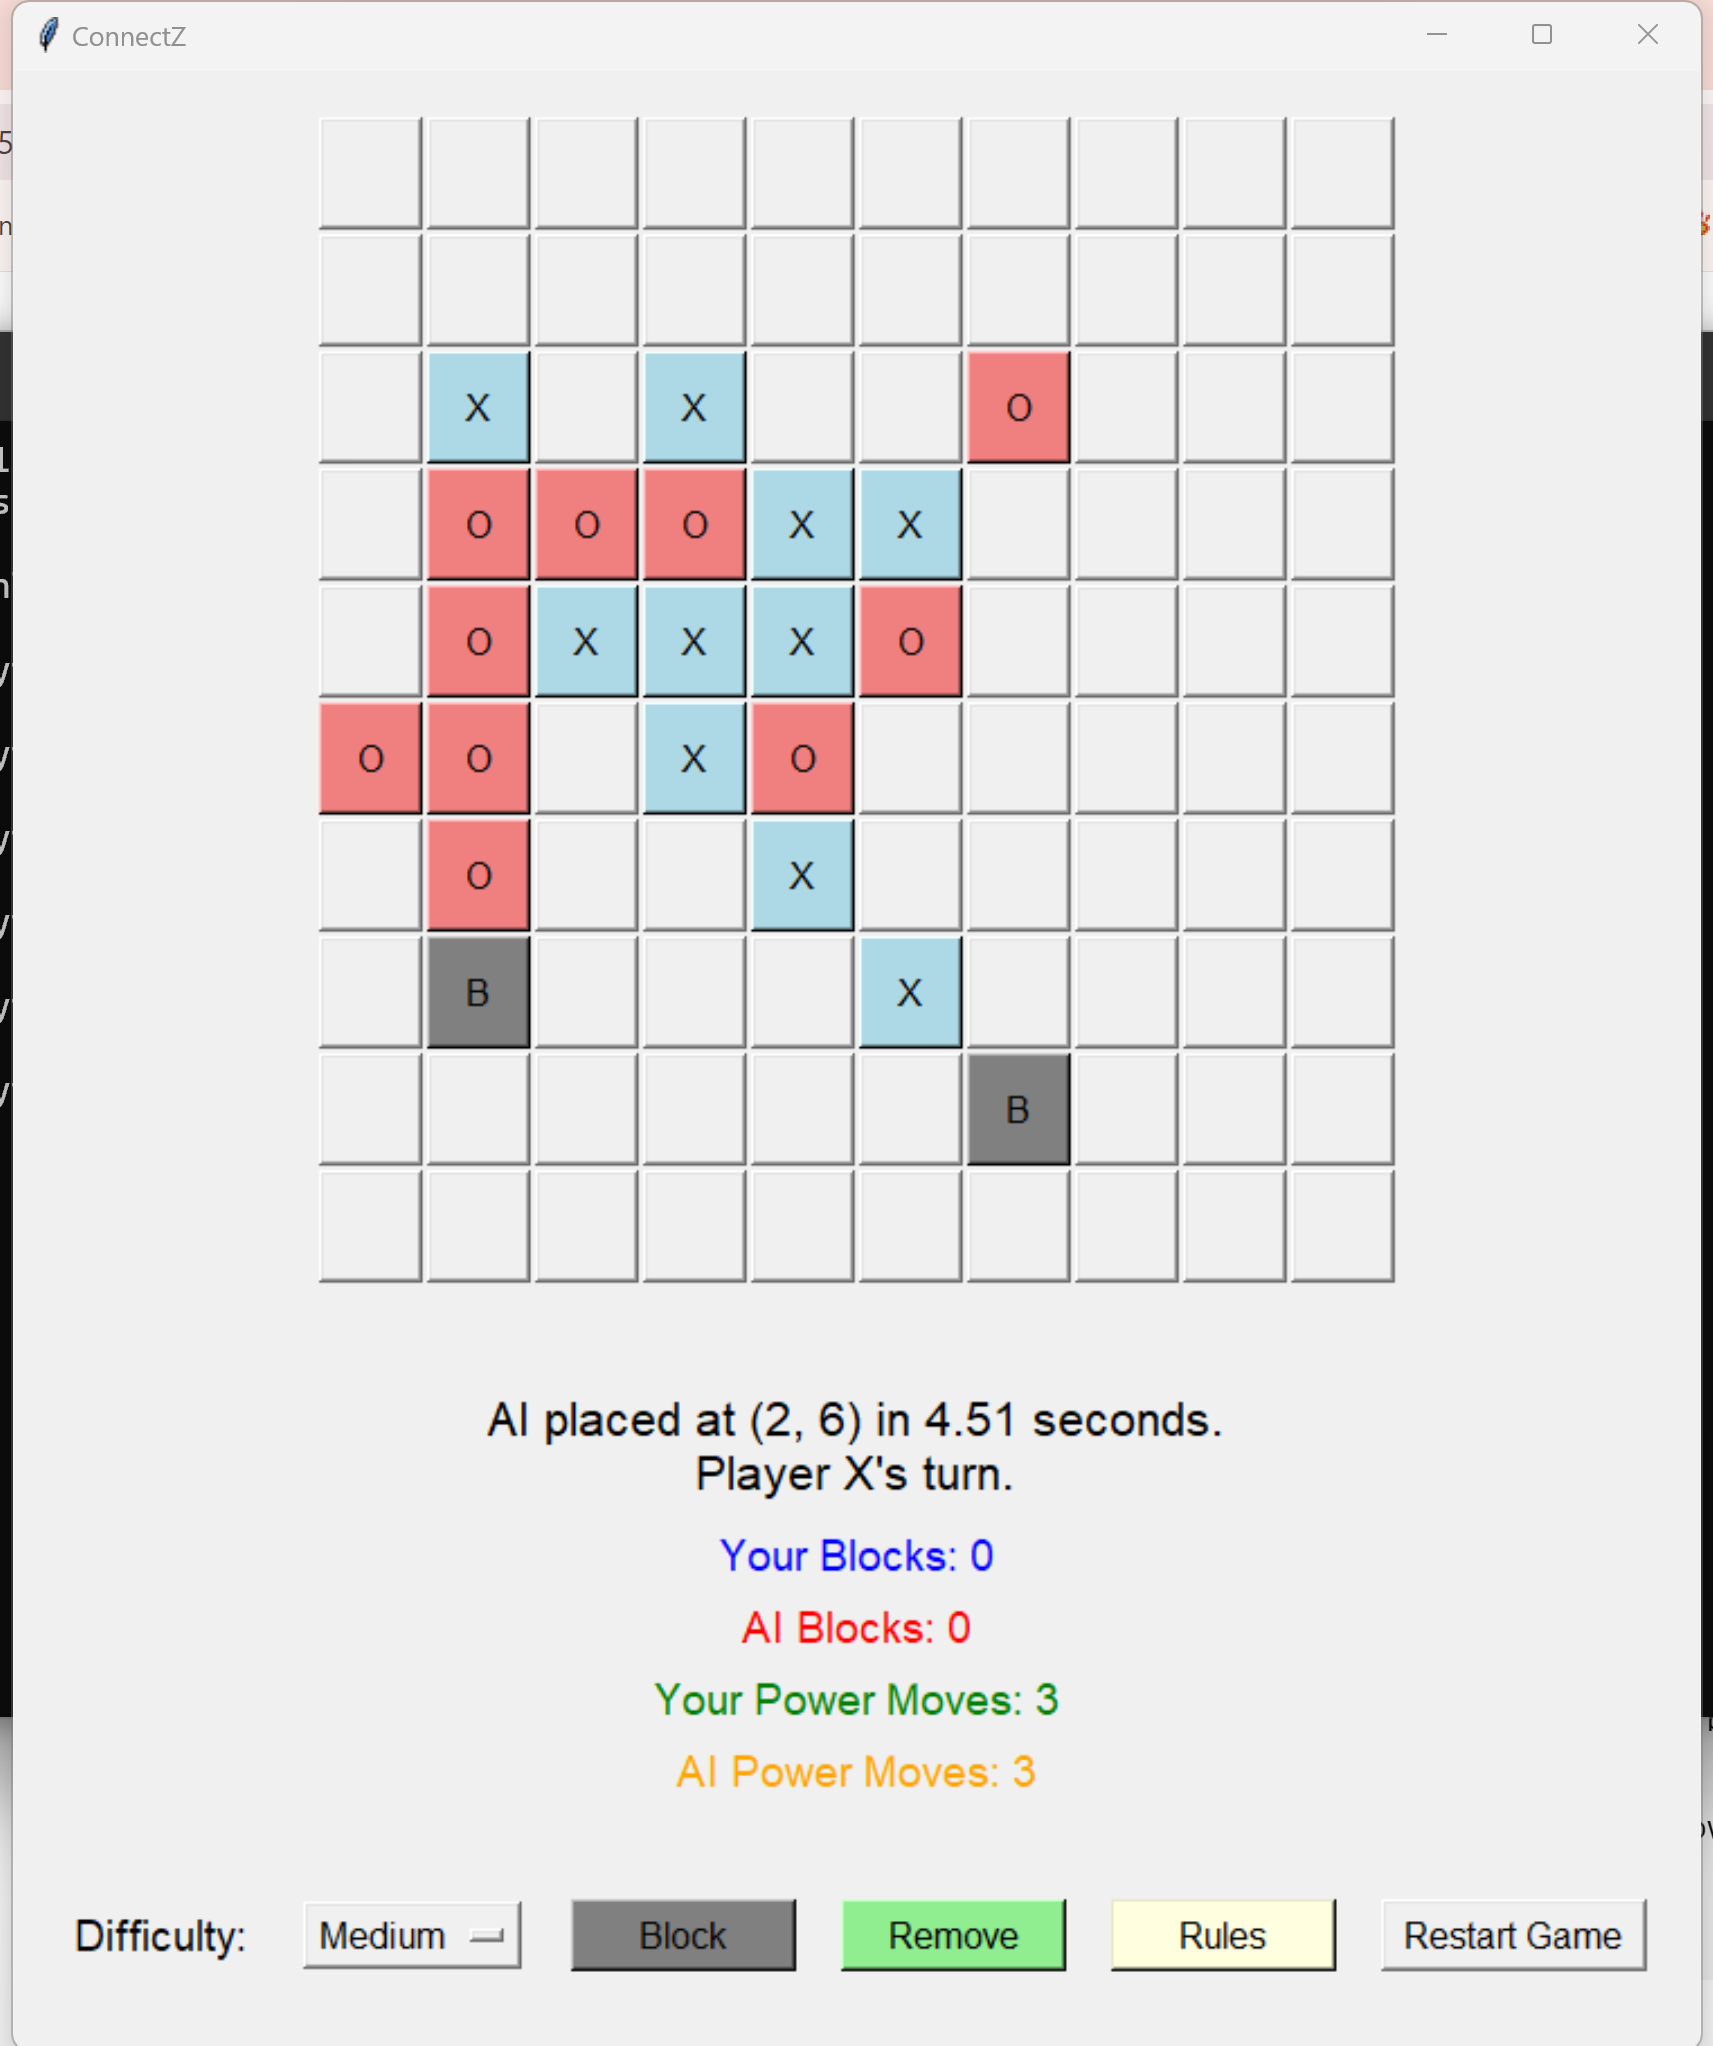 ConnectZ
X X O
O O O X X
O X X X O
O O X O
O X
B X
B
AI placed at (2, 6) in 4.51 seconds.
Player X's turn.
Your Blocks: 0
AI Blocks: 0
Your Power Moves: 3
AI Power Moves: 3
Difficulty: Medium Block Remove Rules Restart Game